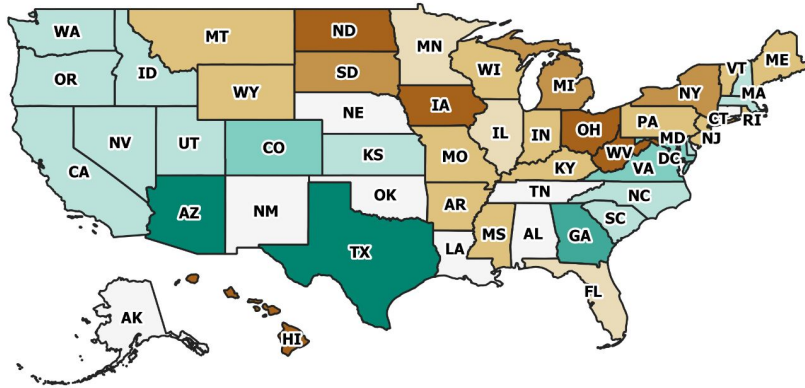 WA
MT
ND
MN
ME
VT
OR
ID
SD
WI
MI
NY
MA
WY
IA
CT
RI
NE
PA
NJ
NV
UT
CO
IL
IN
OH
MD
DC
KS
MO
WV
VA
CA
KY
NC
OK
TN
AZ
NM
AR
SC
MS
AL
GA
TX
LA
FL
AK
HI